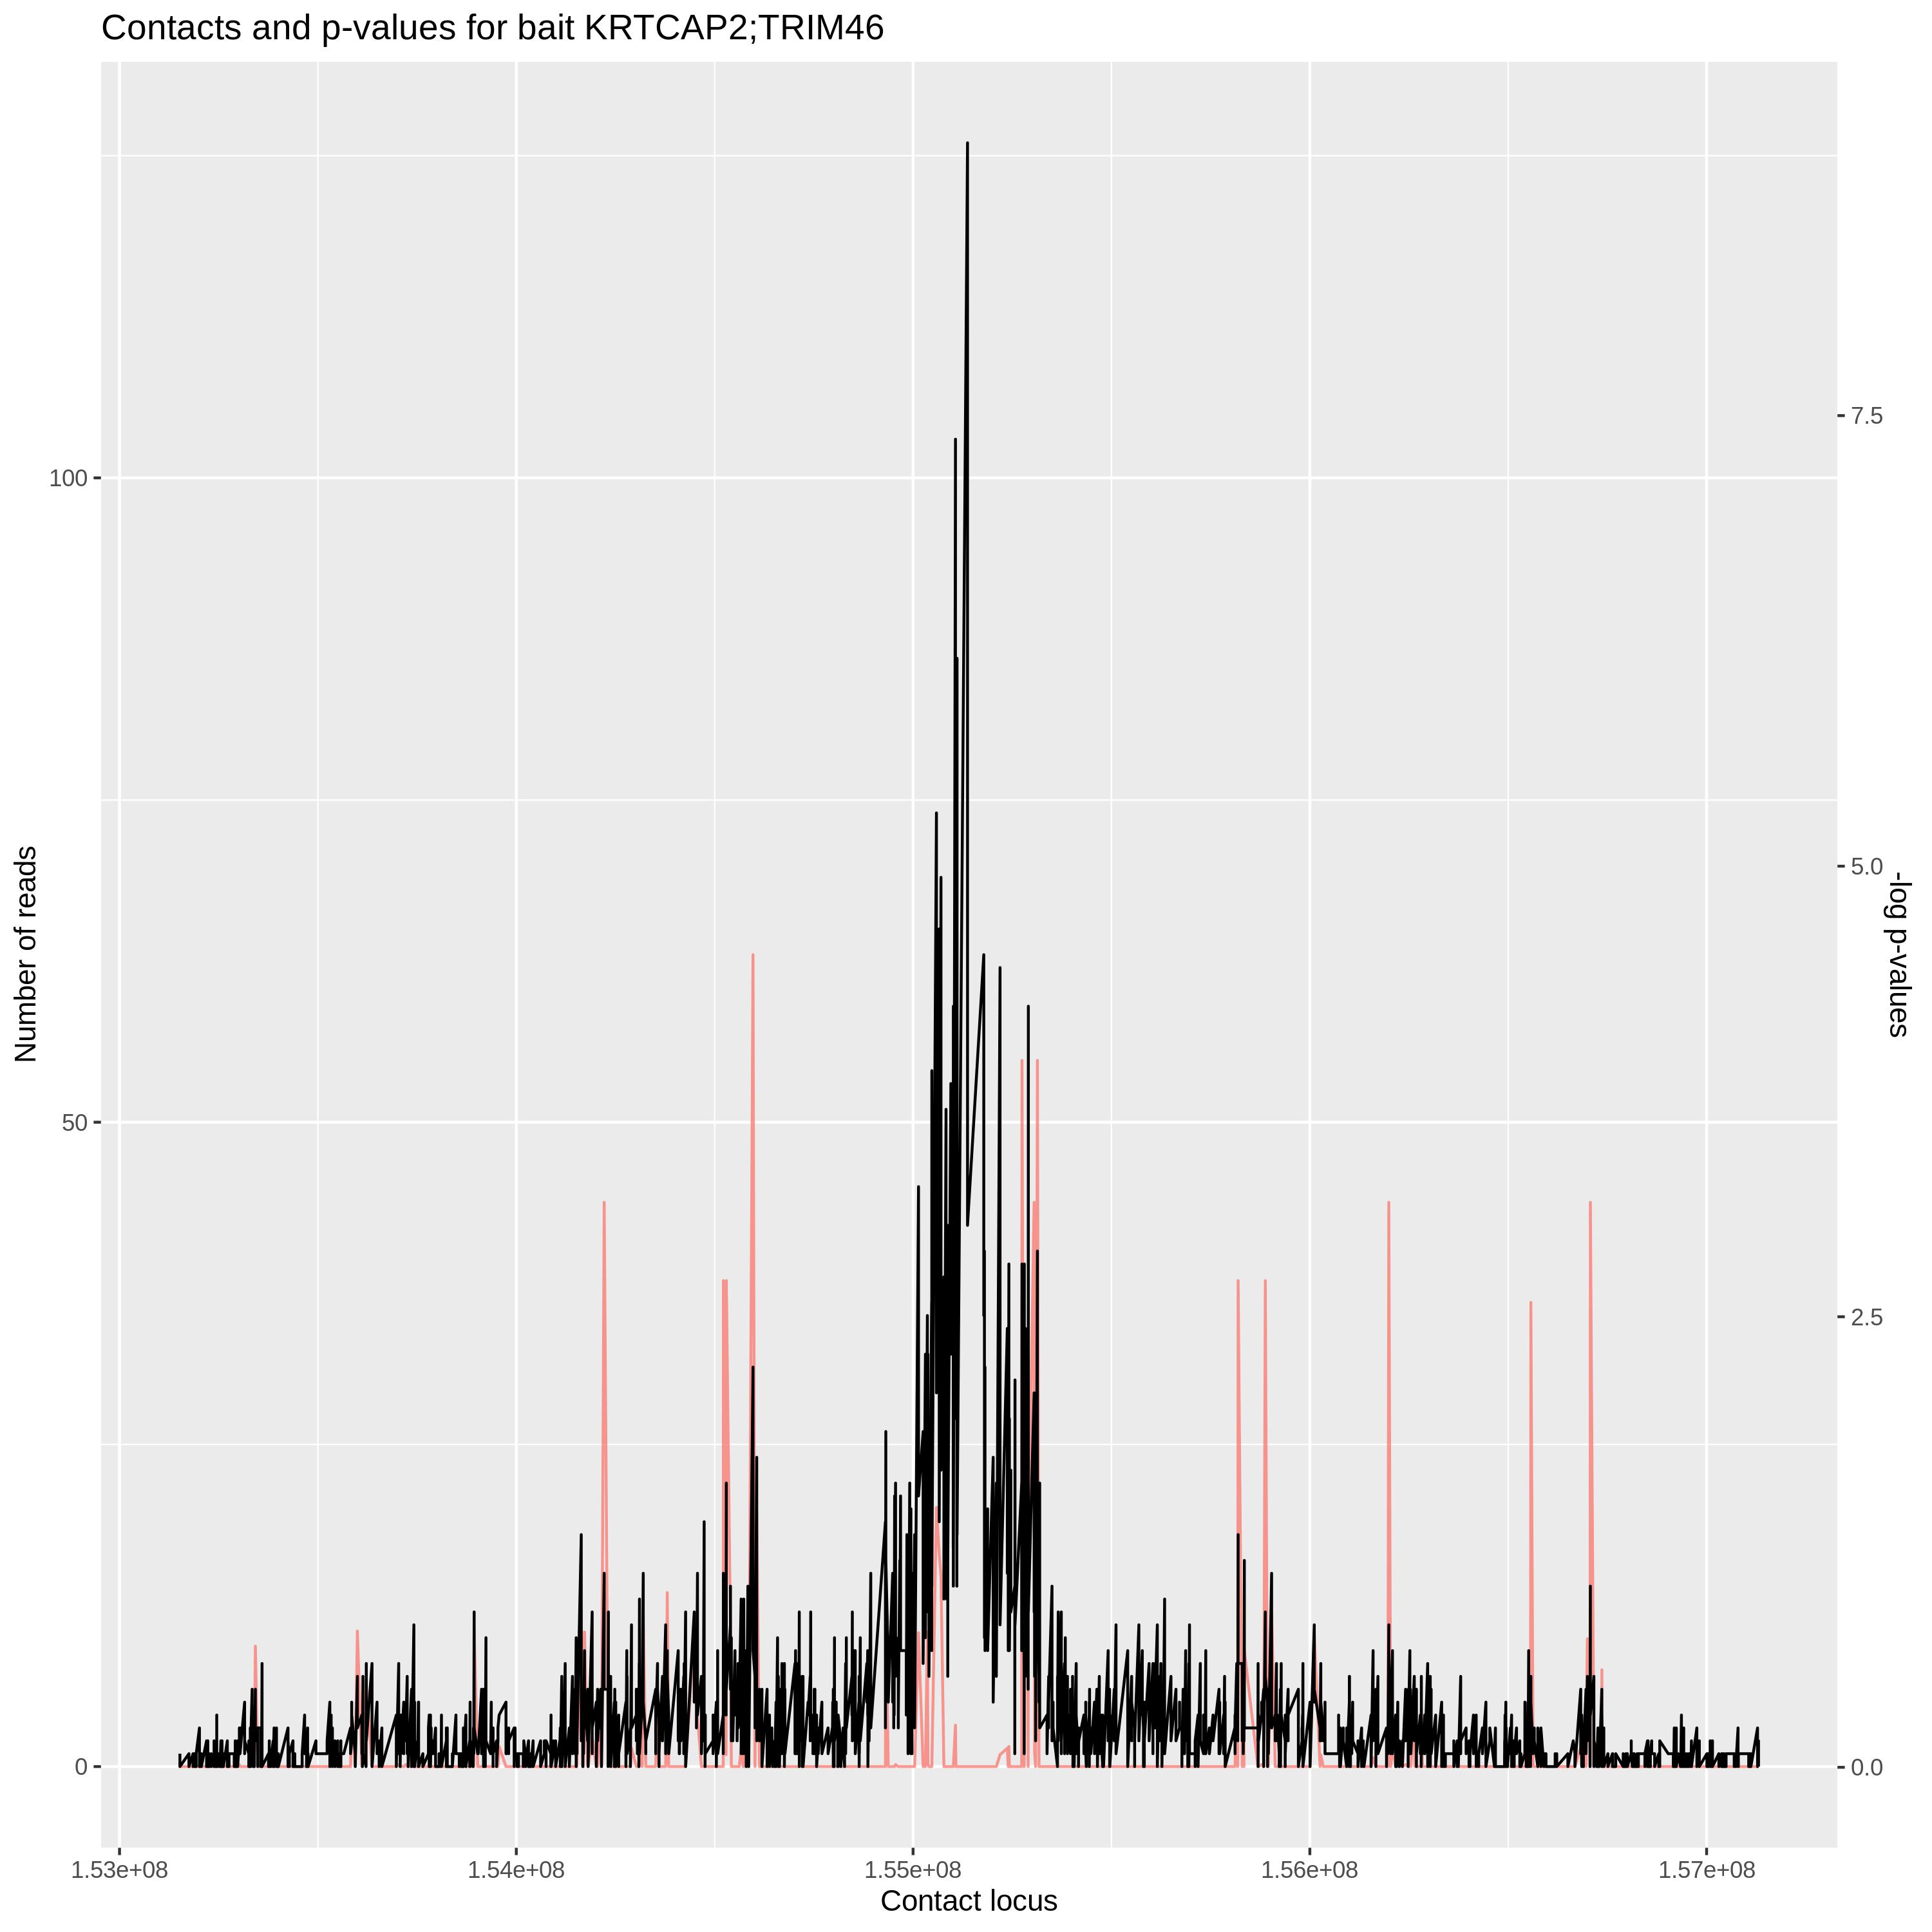 Contacts and p-values for bait KRTCAP2;TRIM46
Number of reads
100
50
0
7.5
5.0
2.5
0.0
-log p-values
1.53e+08
1.54e+08
1.55e+08
1.56e+08
1.57e+08
Contact locus